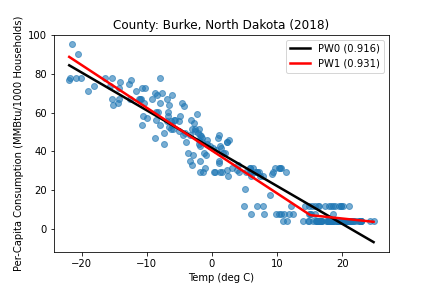 County: Burke, North Dakota (2018)
Per-Capita Consumption (MMBtu/1000 Households)
100
80
60
40
20
0
PW0 (0.916)
PW1 (0.931)
−20
−10
0
10
20
Temp (deg C)